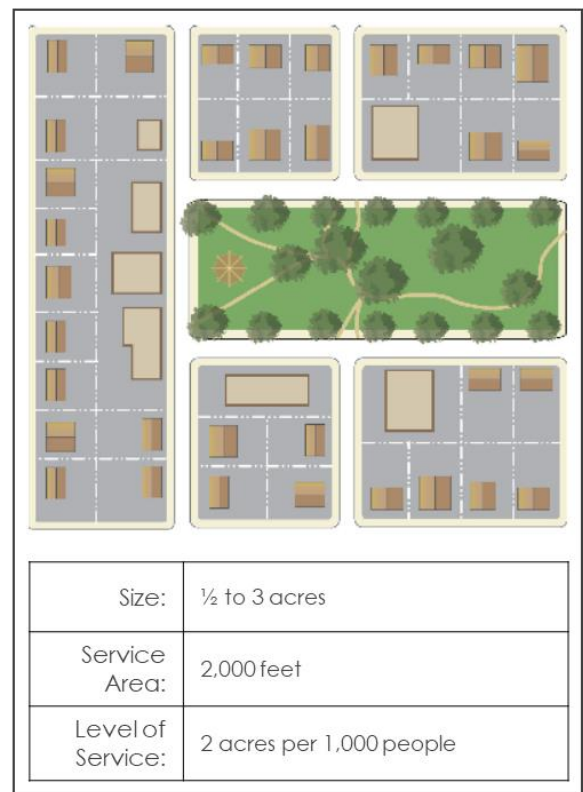 Size:
½ to 3 acres
Service
Area:
2,000 feet
Level of
Service:
2 acres per 1,000 people